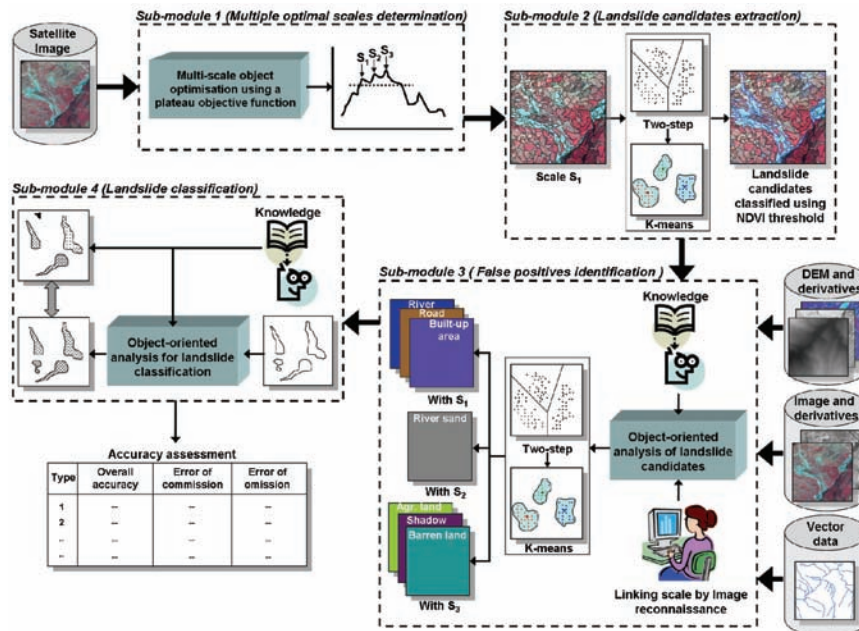 Satellite
Image
Sub-module 1 (Multiple optimal scales determination)
Multi-scale object
optimisation using a
plateau objective function
S1
S2
S3
Sub-module 2 (Landslide candidates extraction)
Scale S1
Two-step
K-means
Landslide
candidates
classified using
NDVI threshold
Sub-module 3 ( False positives identification )
DEM and
derivatives
Image and
derivatives
Vector
data
Knowledge
Object-oriented
analysis of landslide
candidates
Linking scale by Image
reconnaissance
Two-step
K-means
River
Road
Built-up
area
With S1
River sand
With S2
Agr. land
Shadow
Barren land
With S3
Sub-module 4 (Landslide classification)
Knowledge
Object-oriented
analysis for landslide
classification
Accuracy assessment
Type Overall accuracy Error of commission Error of omission
1 -- -- --
2 -- -- --
-- -- -- --
-- -- -- --